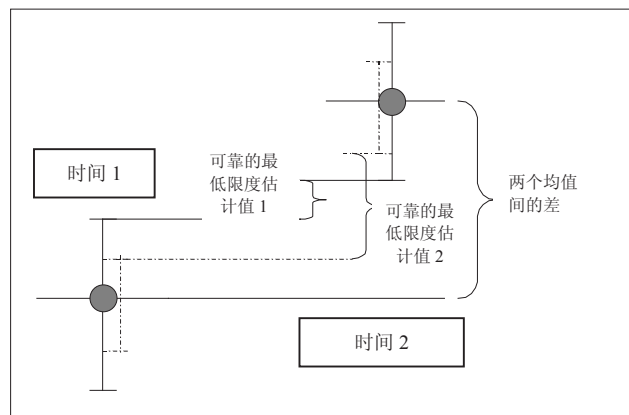 时间 1
可靠的最
低限度估
计值 1
可靠的最
低限度估
计值 2
两个均值
间的差
时间 2